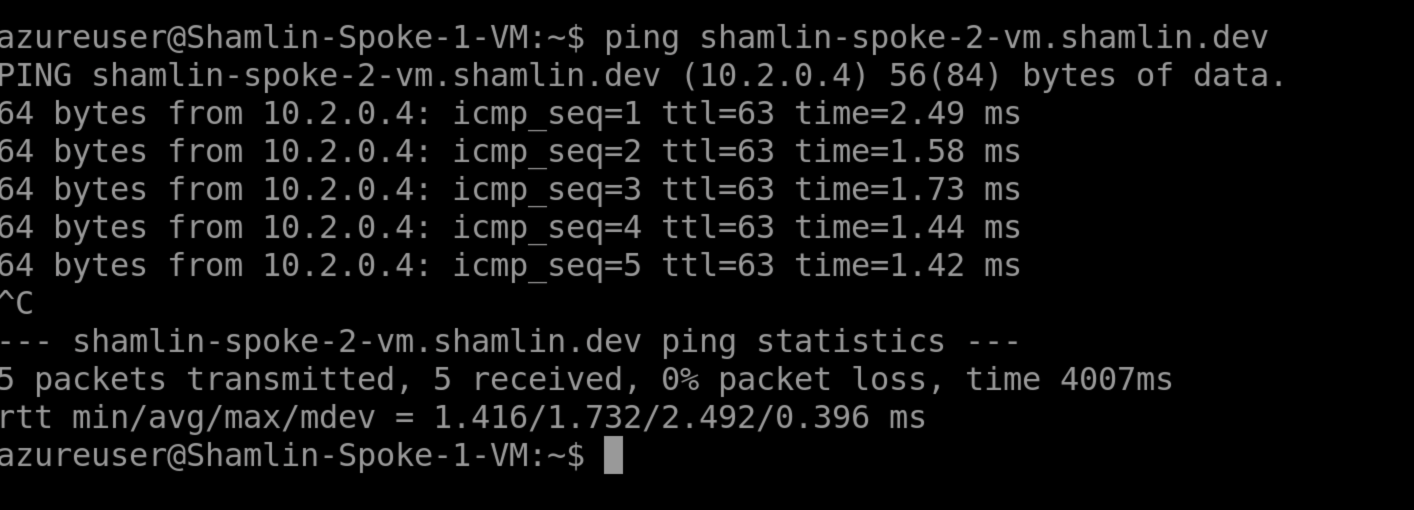 azureuser@Shamlin-Spoke-1-VM:~$ ping shamlin-spoke-2-vm.shamlin.dev
PING shamlin-spoke-2-vm.shamlin.dev (10.2.0.4) 56(84) bytes of data.
64 bytes from 10.2.0.4: icmp_seq=1 ttl=63 time=2.49 ms
64 bytes from 10.2.0.4: icmp_seq=2 ttl=63 time=1.58 ms
64 bytes from 10.2.0.4: icmp_seq=3 ttl=63 time=1.73 ms
64 bytes from 10.2.0.4: icmp_seq=4 ttl=63 time=1.44 ms
64 bytes from 10.2.0.4: icmp_seq=5 ttl=63 time=1.42 ms
^C
--- shamlin-spoke-2-vm.shamlin.dev ping statistics ---
5 packets transmitted, 5 received, 0% packet loss, time 4007ms
rtt min/avg/max/mdev = 1.416/1.732/2.492/0.396 ms
azureuser@Shamlin-Spoke-1-VM:~$